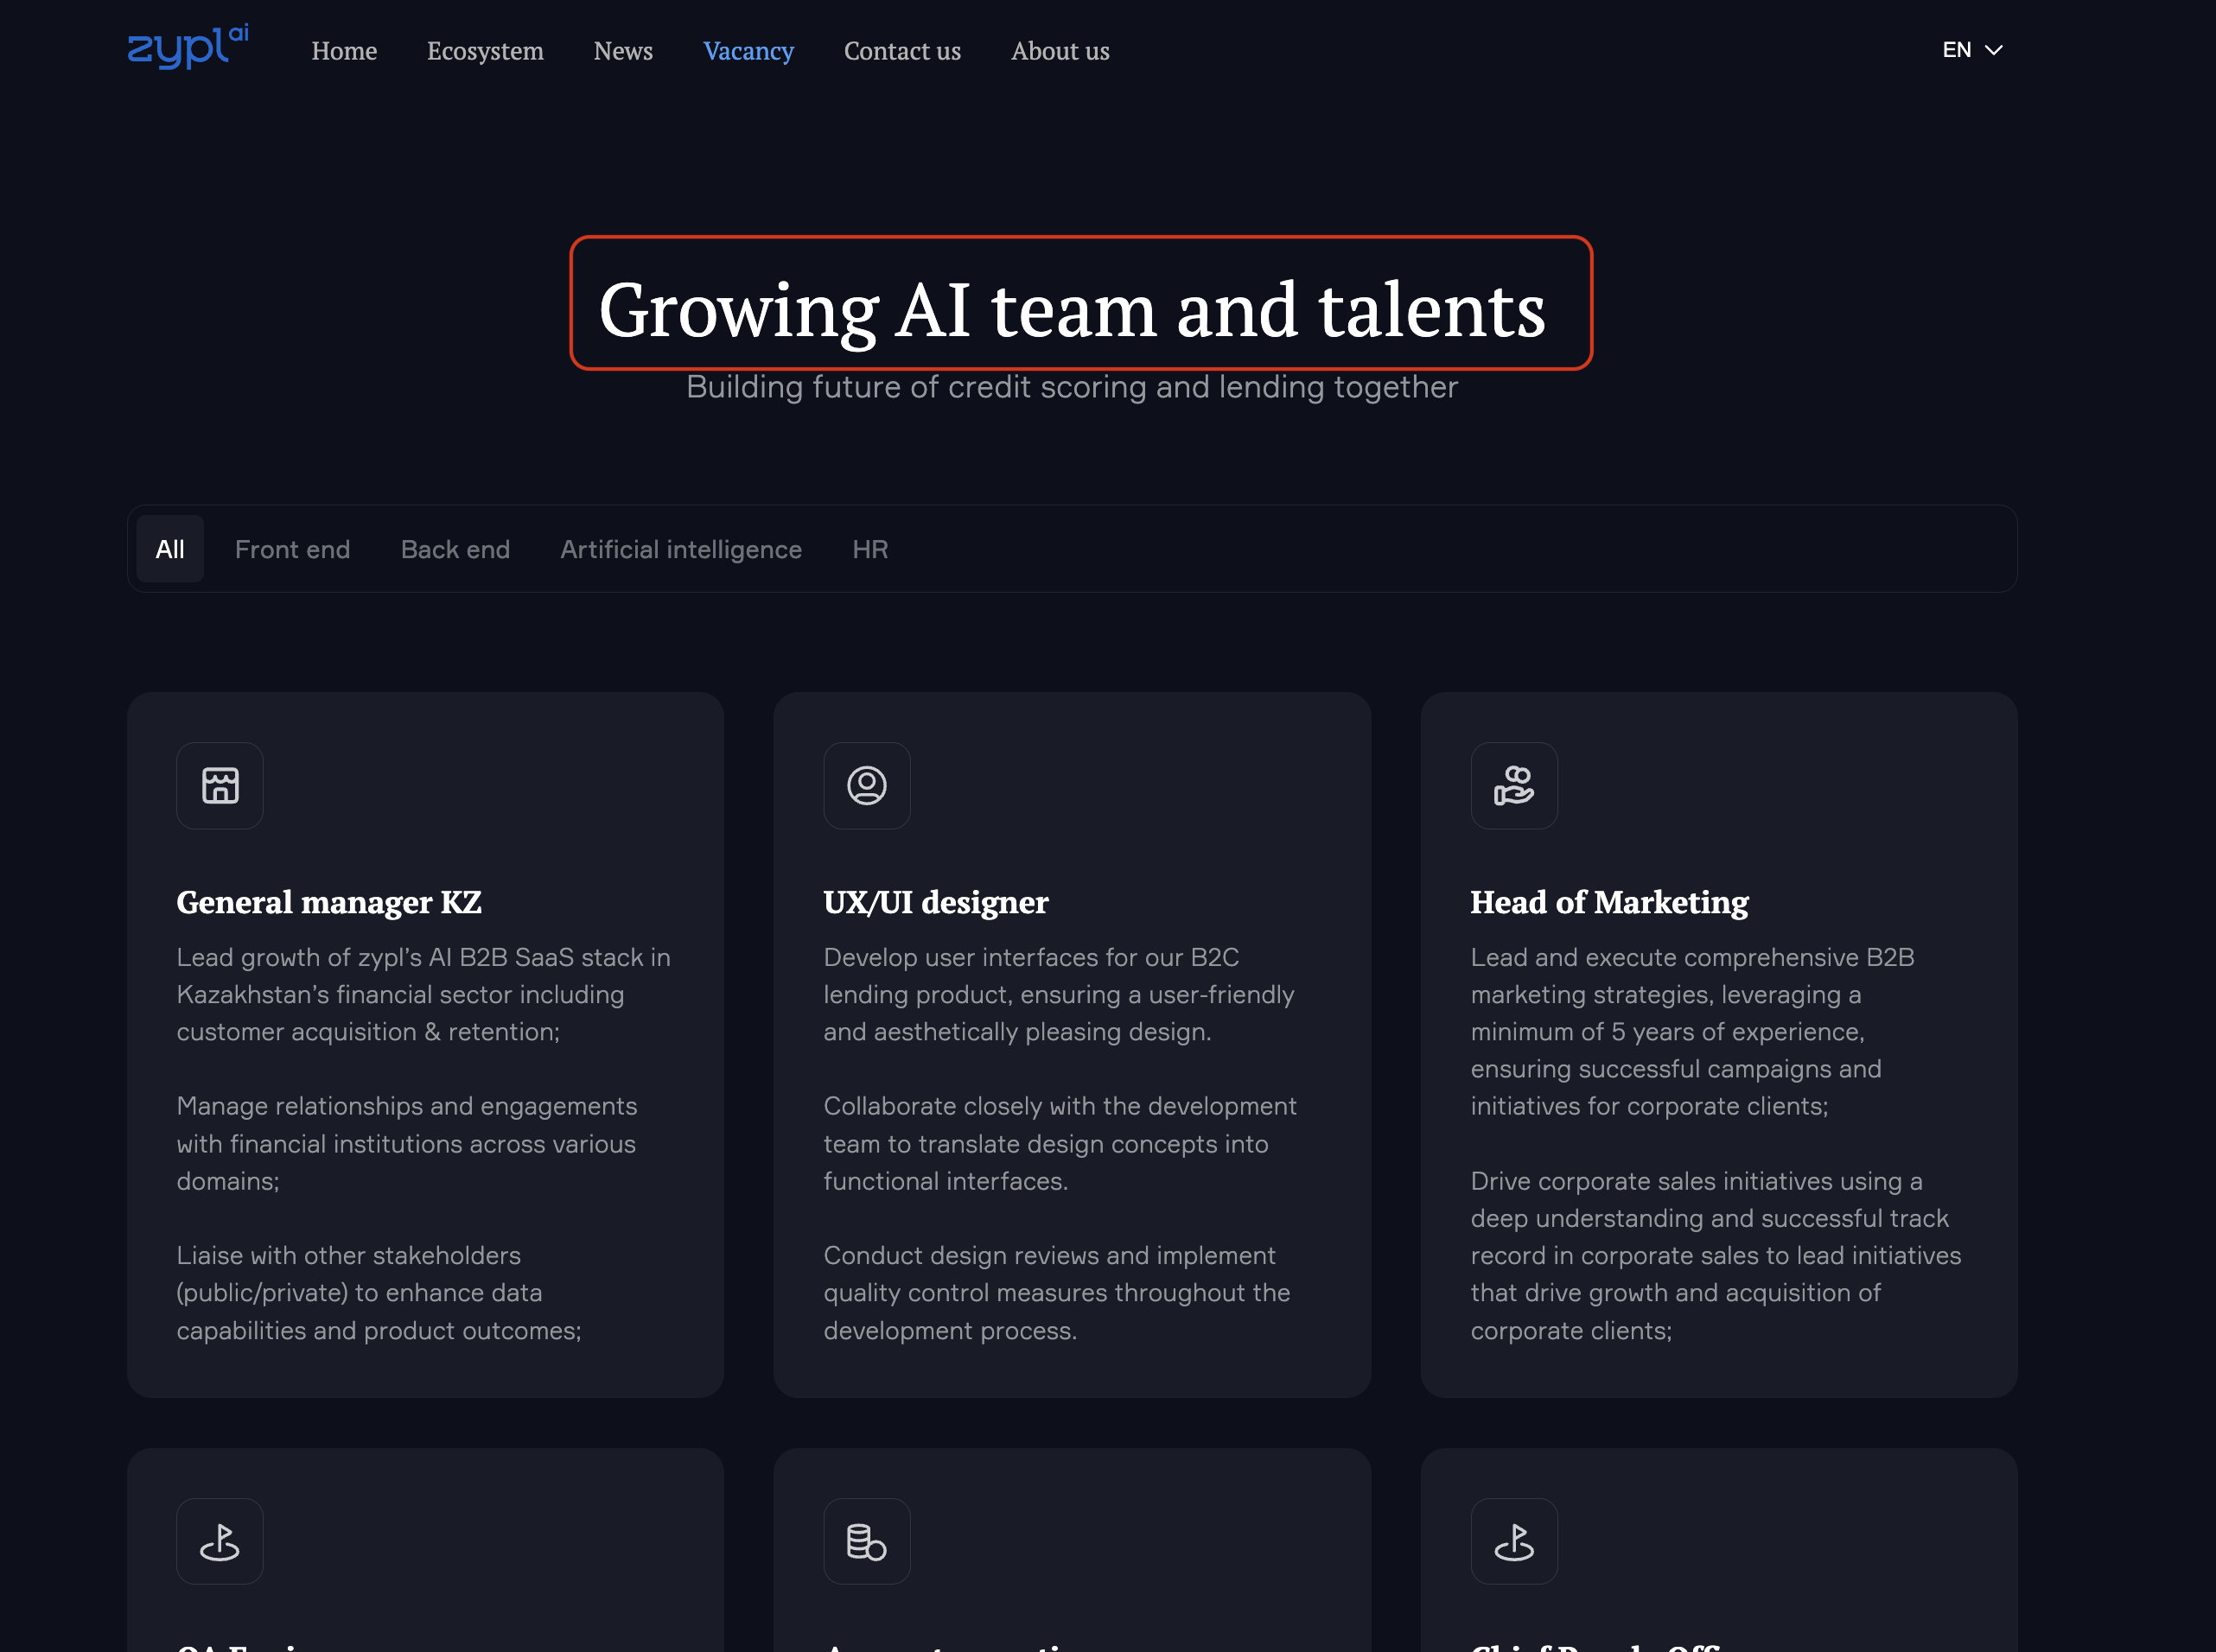 zypl ai
Home Ecosystem News Vacancy Contact us About us EN
Growing AI team and talents
Building future of credit scoring and lending together
All Front end Back end Artificial intelligence HR
General manager KZ
Lead growth of zypl’s AI B2B SaaS stack in
Kazakhstan’s financial sector including
customer acquisition & retention;
Manage relationships and engagements
with financial institutions across various
domains;
Liaise with other stakeholders
(public/private) to enhance data
capabilities and product outcomes;
UX/UI designer
Develop user interfaces for our B2C
lending product, ensuring a user-friendly
and aesthetically pleasing design.
Collaborate closely with the development
team to translate design concepts into
functional interfaces.
Conduct design reviews and implement
quality control measures throughout the
development process.
Head of Marketing
Lead and execute comprehensive B2B
marketing strategies, leveraging a
minimum of 5 years of experience,
ensuring successful campaigns and
initiatives for corporate clients;
Drive corporate sales initiatives using a
deep understanding and successful track
record in corporate sales to lead initiatives
that drive growth and acquisition of
corporate clients;